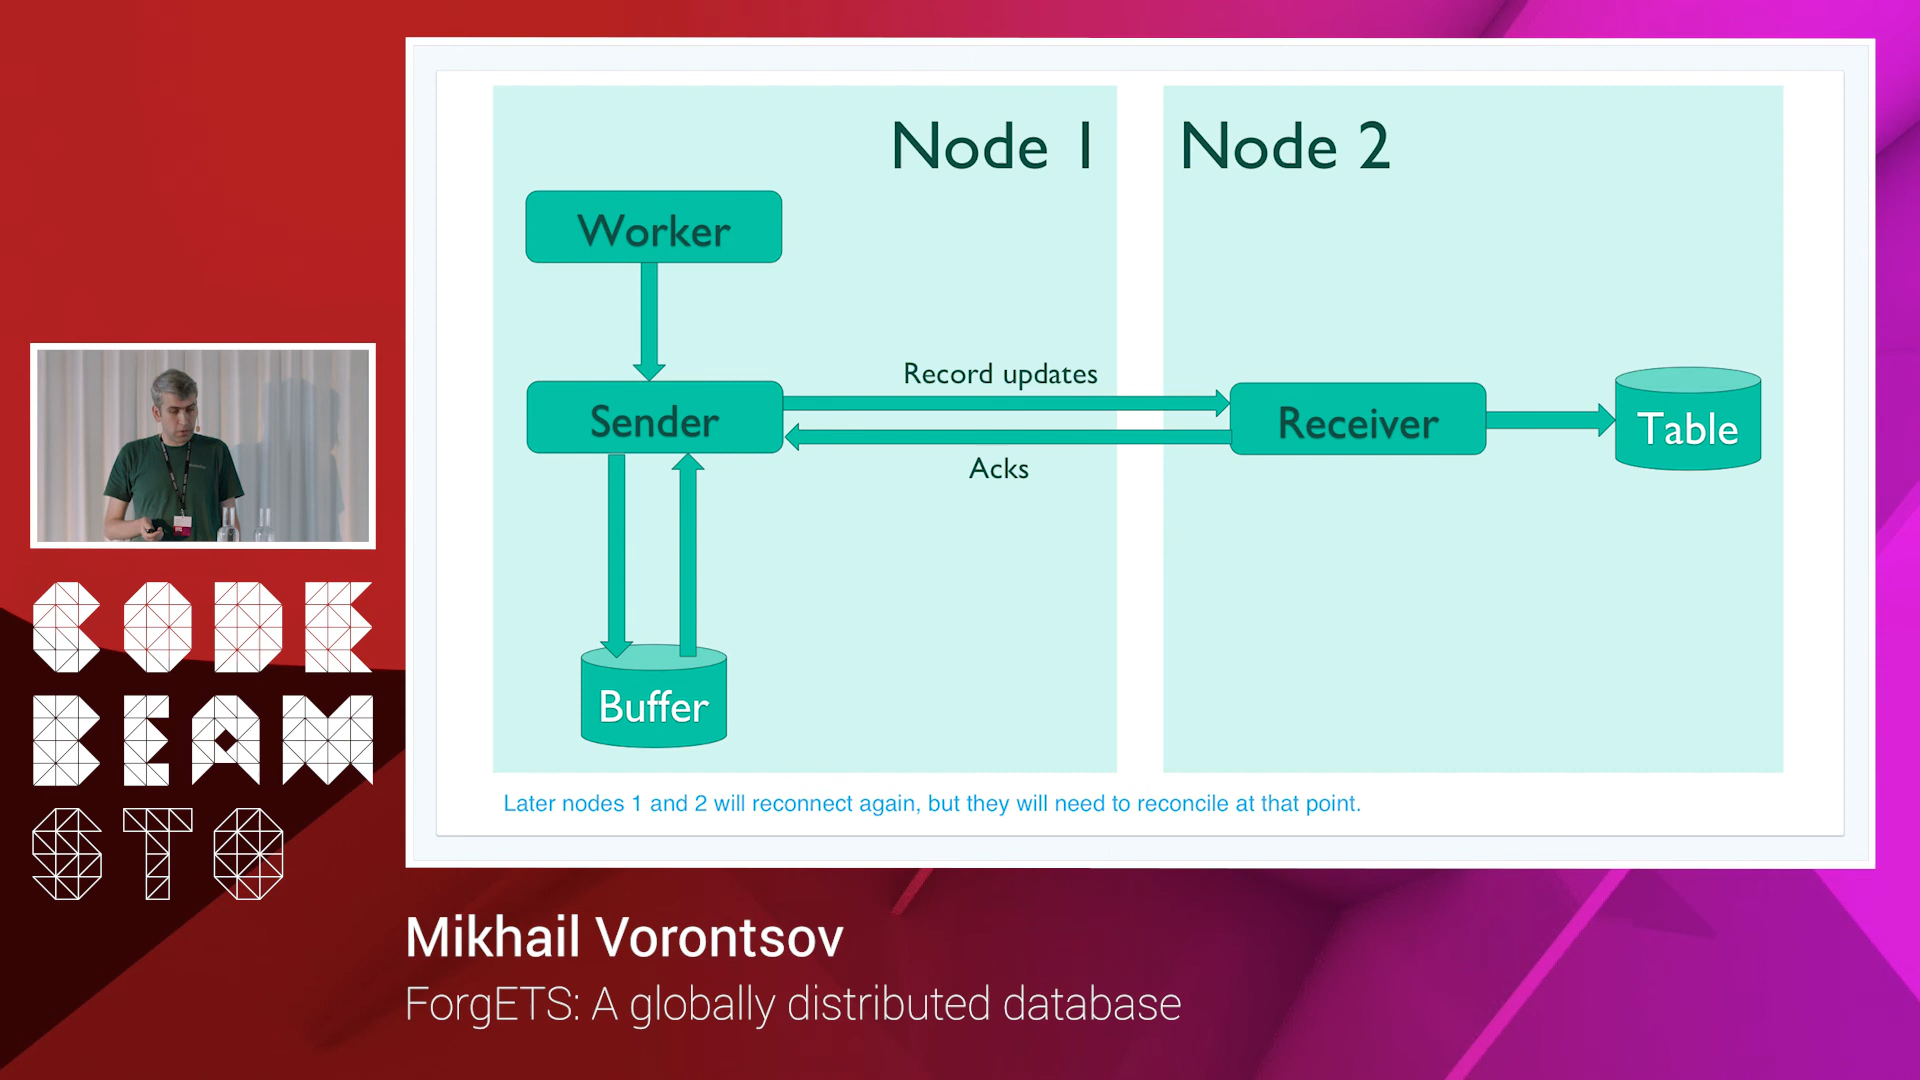 Node 1
Node 2
Worker
Record updates
Sender
Receiver
Table
Acks
Buffer
Later nodes 1 and 2 will reconnect again, but they will need to reconcile at that point.
CODE
BEAM
STO
Mikhail Vorontsov
ForgETS: A globally distributed database